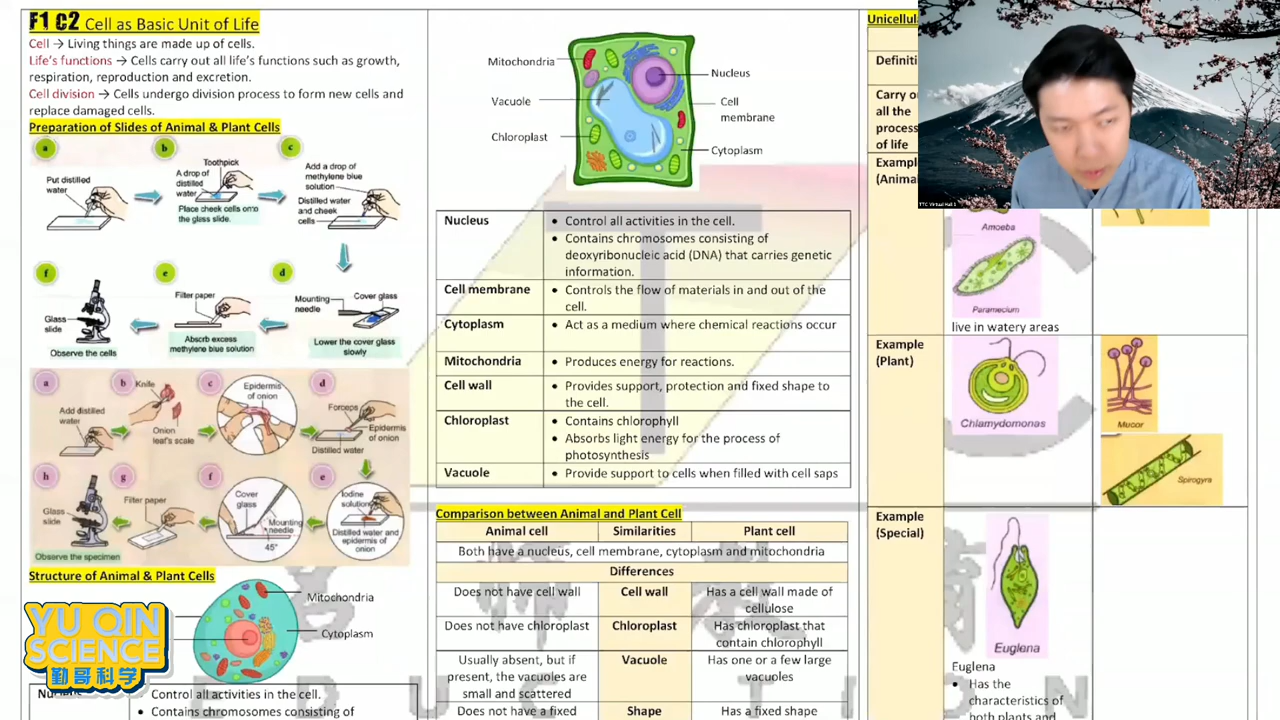 F1 C2 Cell as Basic Unit of Life
Cell → Living things are made up of cells.
Life's functions → Cells carry out all life's functions such as growth,
respiration, reproduction and excretion.
Cell division → Cells undergo division process to form new cells and
replace damaged cells.
Preparation of Slides of Animal & Plant Cells
a
b
c
Put distilled
water
A drop of
distilled
water
Toothpick
Place cheek cells onto
the glass slide.
Add a drop of
methylene blue
solution
Distilled water
and cheek
cells
f
e
d
Glass
slide
Observe the cells
Filter paper
Absorb excess
methylene blue solution
Mounting
needle
Cover glass
Lower the cover glass
slowly
a
b
c
d
Add distilled
water
Knife
Onion
leaf's scale
Epidermis
of onion
Forceps
Epidermis
of onion
Distilled water
h
g
f
e
Glass
slide
Observe the specimen
Filter paper
Cover
glass
Mounting
needle
45°
Iodine
solution
Distilled water and
epidermis of
onion
Structure of Animal & Plant Cells
Mitochondria
Cytoplasm
YU QIN
SCIENCE
勤哥科学
Control all activities in the cell.
Contains chromosomes consisting of
Mitochondria
Vacuole
Chloroplast
Nucleus
Cell
membrane
Cytoplasm
Nucleus
• Control all activities in the cell.
• Contains chromosomes consisting of
deoxyribonucleic acid (DNA) that carries genetic
information.
Cell membrane
• Controls the flow of materials in and out of the
cell.
Cytoplasm
• Act as a medium where chemical reactions occur
Mitochondria
• Produces energy for reactions.
Cell wall
• Provides support, protection and fixed shape to
the cell.
Chloroplast
• Contains chlorophyll
• Absorbs light energy for the process of
photosynthesis
Vacuole
• Provide support to cells when filled with cell saps
Comparison between Animal and Plant Cell
Animal cell Similarities Plant cell
Both have a nucleus, cell membrane, cytoplasm and mitochondria
Differences
Does not have cell wall
Cell wall
Has a cell wall made of
cellulose
Does not have chloroplast
Chloroplast
Has chloroplast that
contain chlorophyll
Usually absent, but if
present, the vacuoles are
small and scattered
Vacuole
Has one or a few large
vacuoles
Does not have a fixed
Shape
Has a fixed shape
Unicellul
Definiti
Carry o
all the
process
of life
Example
(Anima
TTC Virtual Hall 1
Amoeba
Paramecium
live in watery areas
Example
(Plant)
Chlamydomonas
Mucor
Spirogyra
Example
(Special)
Euglena
Euglena
• Has the
characteristics of
both plants and